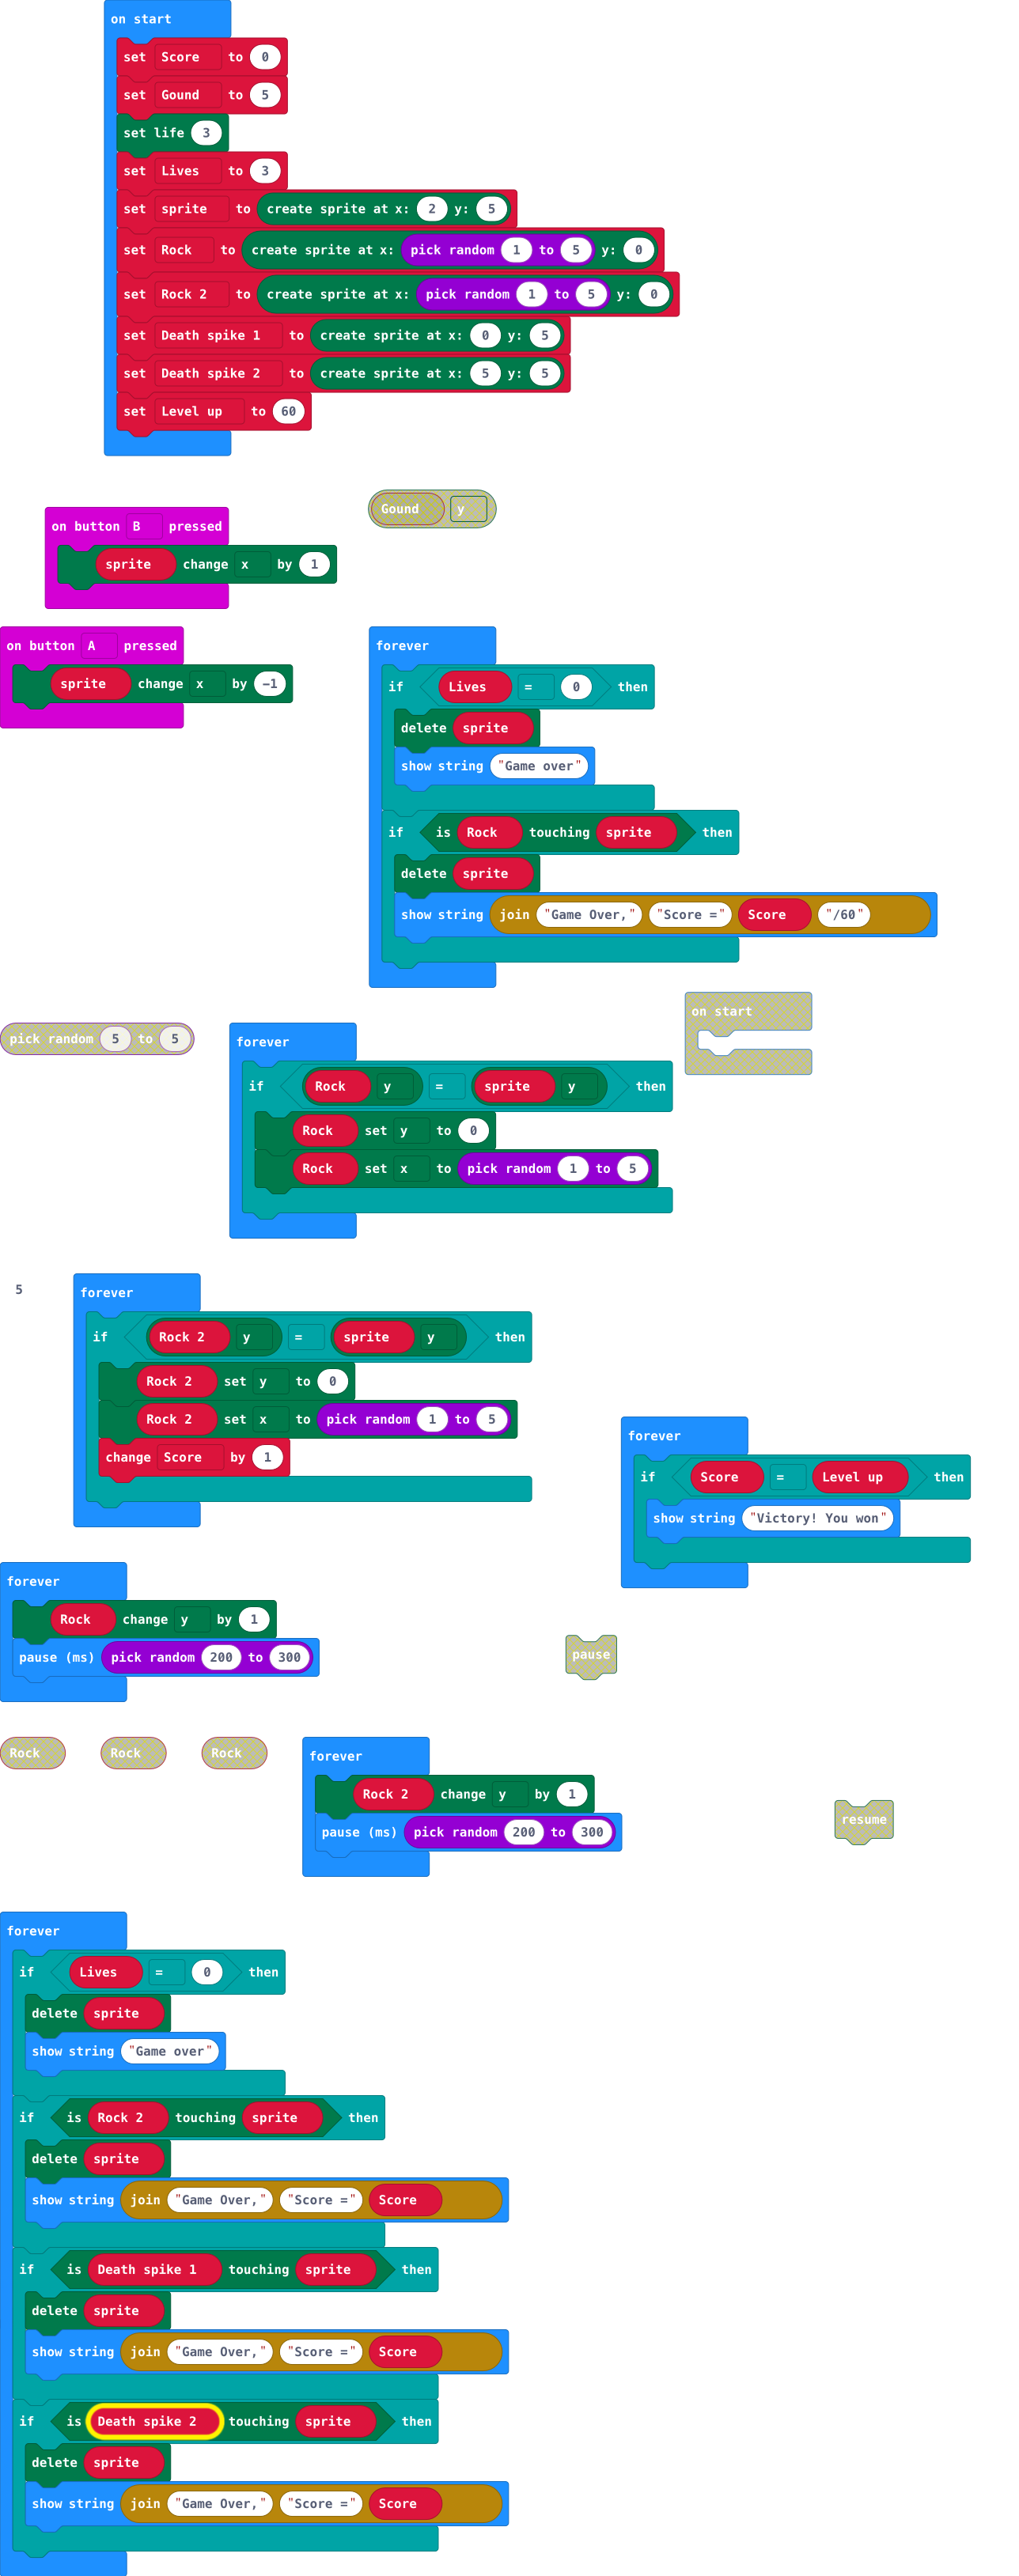 on start
set Score to 0
set Gound to 5
set life 3
set Lives to 3
set sprite to create sprite at x: 2 y: 5
set Rock to create sprite at x: pick random 1 to 5 y: 0
set Rock 2 to create sprite at x: pick random 1 to 5 y: 0
set Death spike 1 to create sprite at x: 0 y: 5
set Death spike 2 to create sprite at x: 5 y: 5
set Level up to 60
Gound y
on button B pressed
sprite change x by 1
on button A pressed
sprite change x by −1
forever
if Lives = 0 then
delete sprite
show string "Game over"
if is Rock touching sprite then
delete sprite
show string join "Game Over," "Score =" Score "/60"
on start
pick random 5 to 5
forever
if Rock y = sprite y then
Rock set y to 0
Rock set x to pick random 1 to 5
5
forever
if Rock 2 y = sprite y then
Rock 2 set y to 0
Rock 2 set x to pick random 1 to 5
change Score by 1
forever
if Score = Level up then
show string "Victory! You won"
forever
Rock change y by 1
pause (ms) pick random 200 to 300
pause
Rock
Rock
Rock
forever
Rock 2 change y by 1
pause (ms) pick random 200 to 300
resume
forever
if Lives = 0 then
delete sprite
show string "Game over"
if is Rock 2 touching sprite then
delete sprite
show string join "Game Over," "Score =" Score
if is Death spike 1 touching sprite then
delete sprite
show string join "Game Over," "Score =" Score
if is Death spike 2 touching sprite then
delete sprite
show string join "Game Over," "Score =" Score